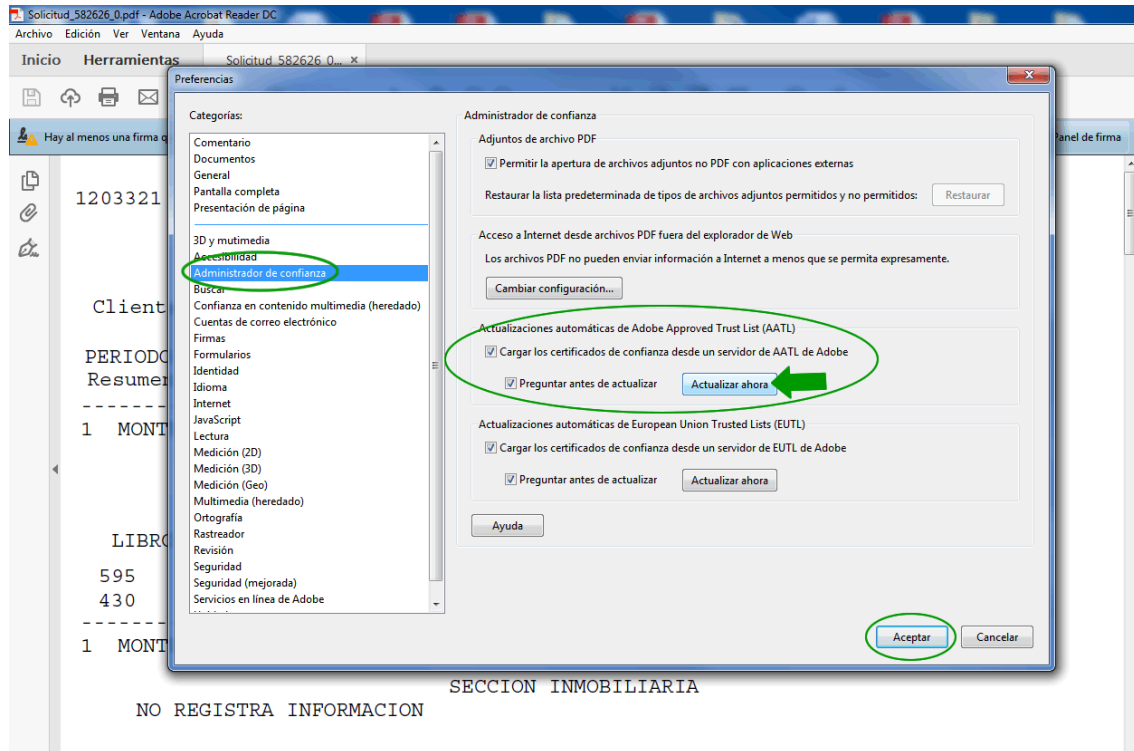 Solicitud_582626_0.pdf - Adobe Acrobat Reader DC
Archivo Edición Ver Ventana Ayuda
Inicio Herramientas Solicitud_582626_0... ×
Preferencias
Hay al menos una firma q
Panel de firma
1203321
Client
PERIODO
Resumen
1 MONT
LIBRO
595
430
1 MONT
Categorías:
Comentario
Documentos
General
Pantalla completa
Presentación de página
3D y mutimedia
Accesibilidad
Administrador de confianza
Buscar
Confianza en contenido multimedia (heredado)
Cuentas de correo electrónico
Firmas
Formularios
Identidad
Idioma
Internet
JavaScript
Lectura
Medición (2D)
Medición (3D)
Medición (Geo)
Multimedia (heredado)
Ortografía
Rastreador
Revisión
Seguridad
Seguridad (mejorada)
Servicios en línea de Adobe
Administrador de confianza
Adjuntos de archivo PDF
Permitir la apertura de archivos adjuntos no PDF con aplicaciones externas
Restaurar la lista predeterminada de tipos de archivos adjuntos permitidos y no permitidos: Restaurar
Acceso a Internet desde archivos PDF fuera del explorador de Web
Los archivos PDF no pueden enviar información a Internet a menos que se permita expresamente.
Cambiar configuración...
Actualizaciones automáticas de Adobe Approved Trust List (AATL)
Cargar los certificados de confianza desde un servidor de AATL de Adobe
Preguntar antes de actualizar Actualizar ahora
Actualizaciones automáticas de European Union Trusted Lists (EUTL)
Cargar los certificados de confianza desde un servidor de EUTL de Adobe
Preguntar antes de actualizar Actualizar ahora
Ayuda
Aceptar Cancelar
SECCION INMOBILIARIA
NO REGISTRA INFORMACION